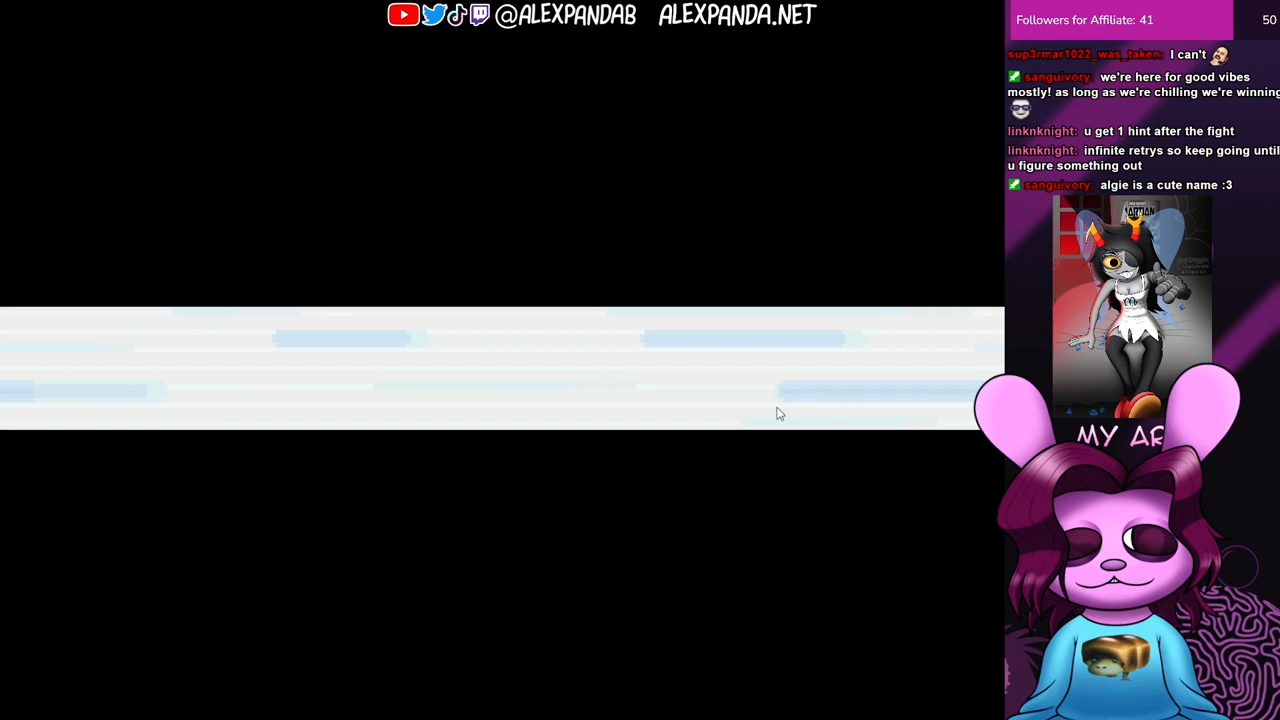 @ALEXPANDAB ALEXPANDA.NET
Followers for Affiliate: 41 50
sup3rmar1022_was_taken: I can't
sanguivory: we're here for good vibes
mostly! as long as we're chilling we're winning
linknknight: u get 1 hint after the fight
linknknight: infinite retrys so keep going until
u figure something out
sanguivory: algie is a cute name :3
MY AR